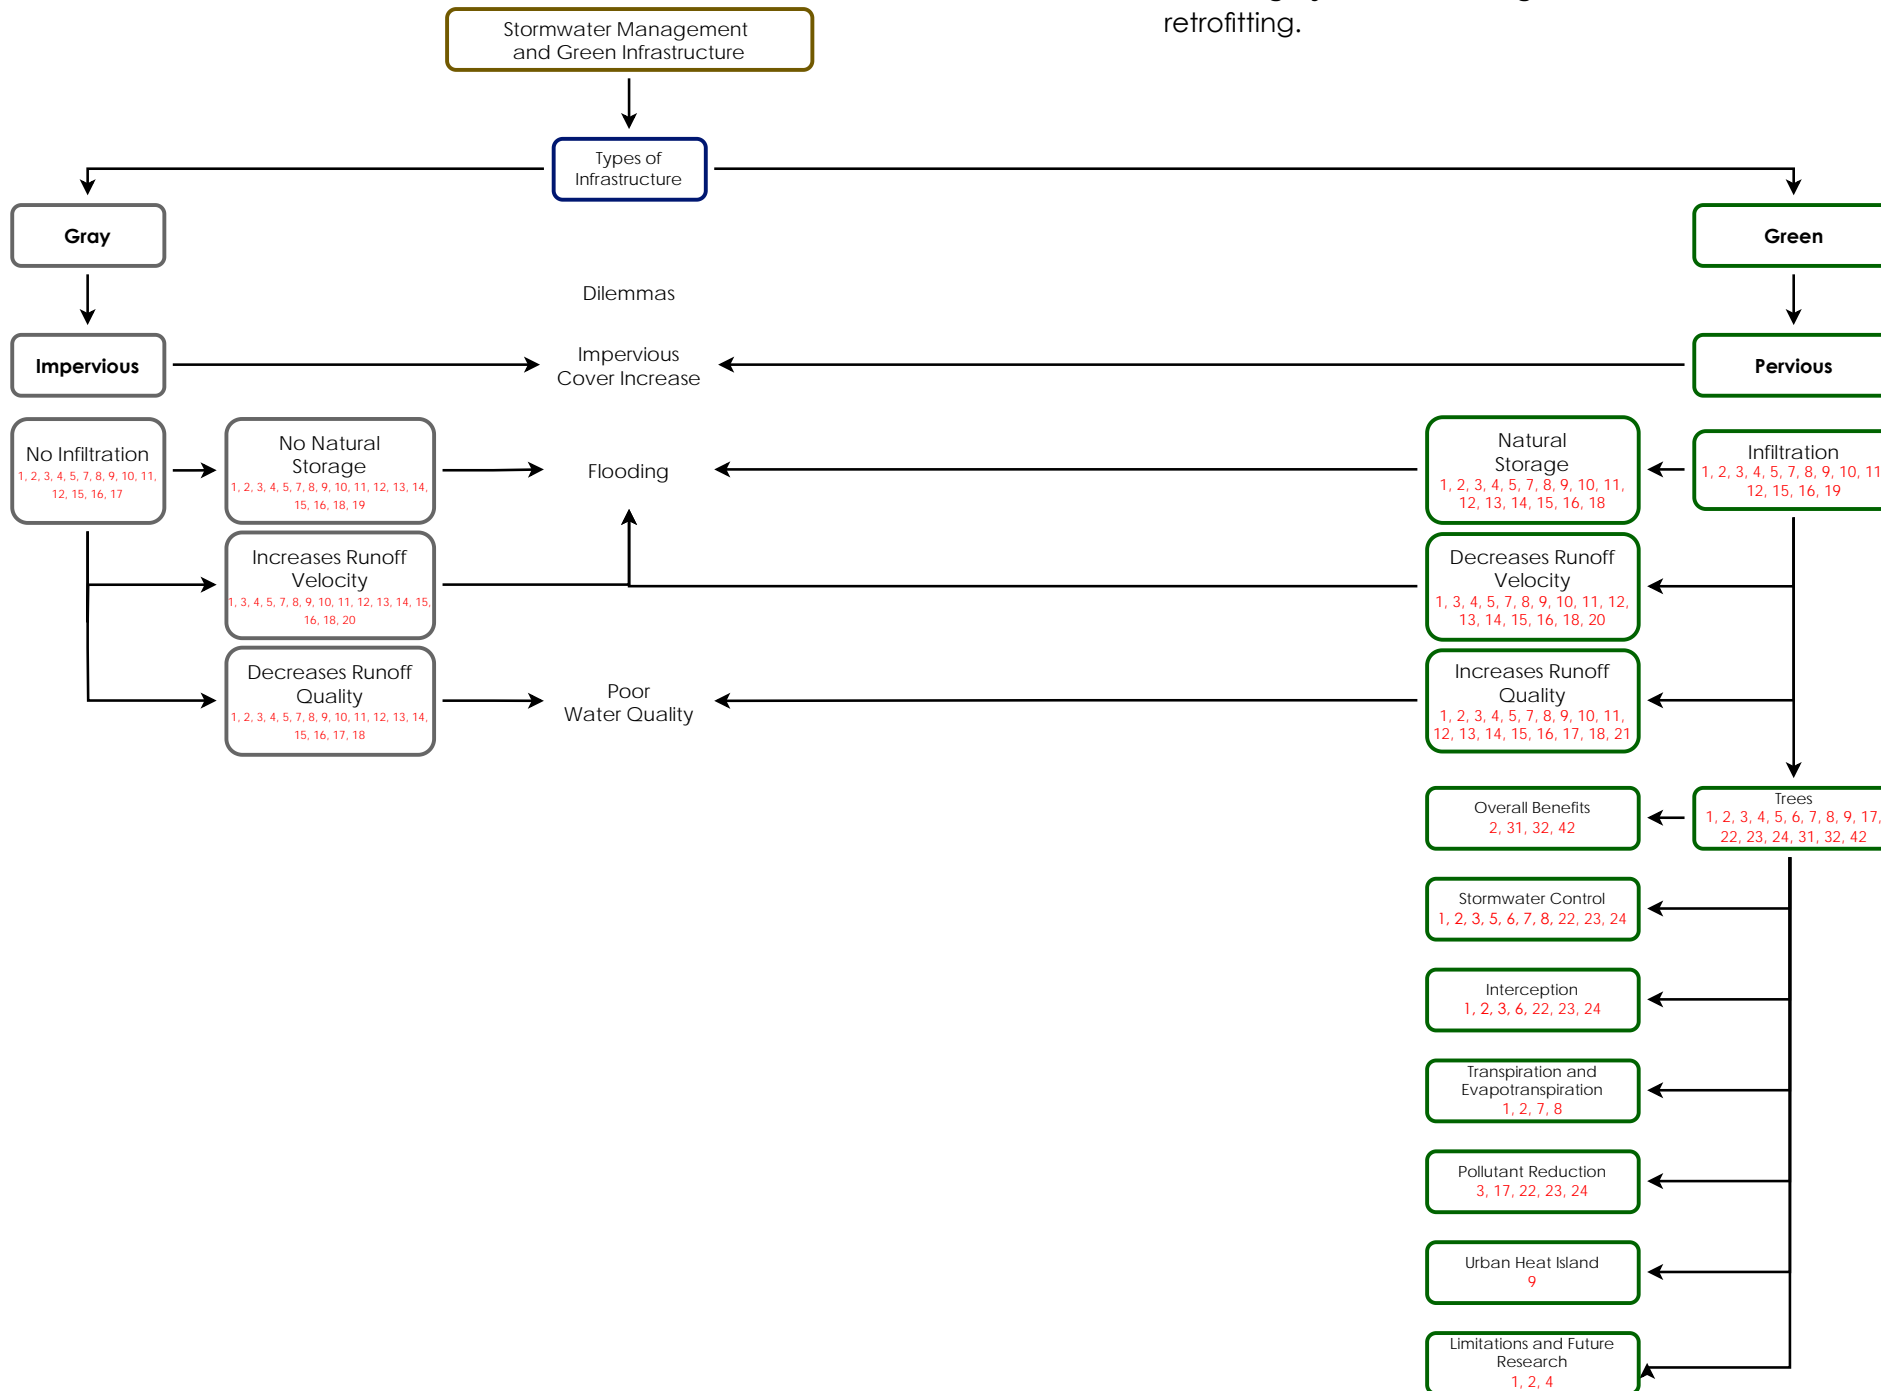 retrofitting.
Stormwater Management
and Green Infrastructure
Types of
Infrastructure
Gray
Green
Dilemmas
Impervious
Impervious
Cover Increase
Pervious
No Infiltration
1, 2, 3, 4, 5, 7, 8, 9, 10, 11,
12, 15, 16, 17
No Natural
Storage
1, 2, 3, 4, 5, 7, 8, 9, 10, 11, 12, 13, 14,
15, 16, 18, 19
Flooding
Natural
Storage
1, 2, 3, 4, 5, 7, 8, 9, 10, 11,
12, 13, 14, 15, 16, 18
Infiltration
1, 2, 3, 4, 5, 7, 8, 9, 10, 11
12, 15, 16, 19
Increases Runoff
Velocity
1, 3, 4, 5, 7, 8, 9, 10, 11, 12, 13, 14, 15,
16, 18, 20
Decreases Runoff
Velocity
1, 3, 4, 5, 7, 8, 9, 10, 11, 12,
13, 14, 15, 16, 18, 20
Decreases Runoff
Quality
1, 2, 3, 4, 5, 7, 8, 9, 10, 11, 12, 13, 14,
15, 16, 17, 18
Poor
Water Quality
Increases Runoff
Quality
1, 2, 3, 4, 5, 7, 8, 9, 10, 11,
12, 13, 14, 15, 16, 17, 18, 21
Overall Benefits
2, 31, 32, 42
Trees
1, 2, 3, 4, 5, 6, 7, 8, 9, 17,
22, 23, 24, 31, 32, 42
Stormwater Control
1, 2, 3, 5, 6, 7, 8, 22, 23, 24
Interception
1, 2, 3, 6, 22, 23, 24
Transpiration and
Evapotranspiration
1, 2, 7, 8
Pollutant Reduction
3, 17, 22, 23, 24
Urban Heat Island
9
Limitations and Future
Research
1, 2, 4